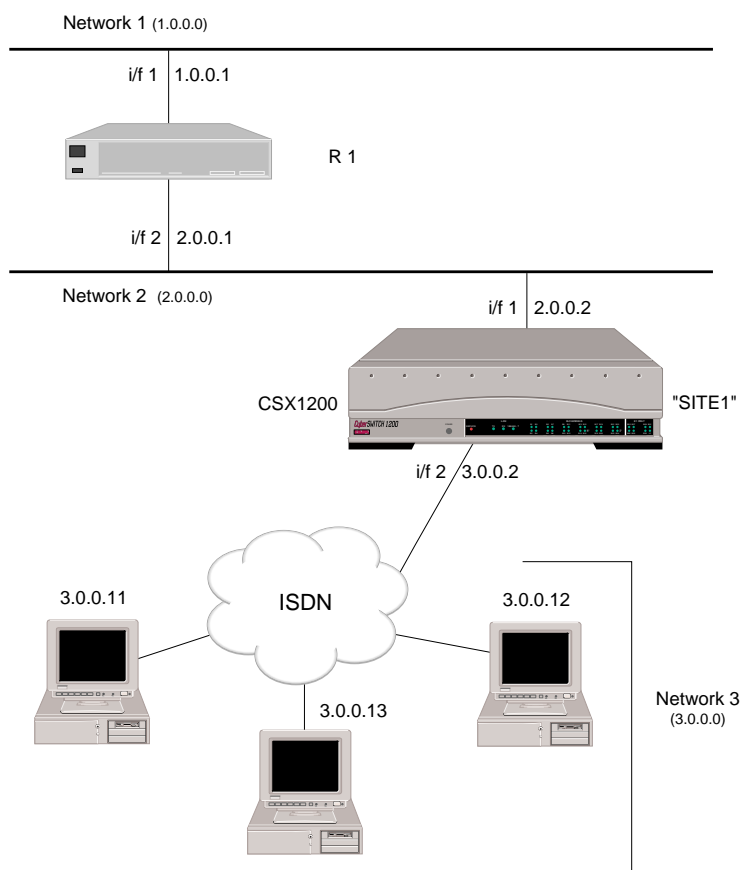 Network 1 (1.0.0.0)
i/f 1 1.0.0.1
R 1
i/f 2 2.0.0.1
Network 2 (2.0.0.0)
i/f 1 2.0.0.2
CSX1200
"SITE1"
CyberSWITCH 1200
i/f 2 3.0.0.2
ISDN
3.0.0.11
3.0.0.12
3.0.0.13
Network 3
(3.0.0.0)